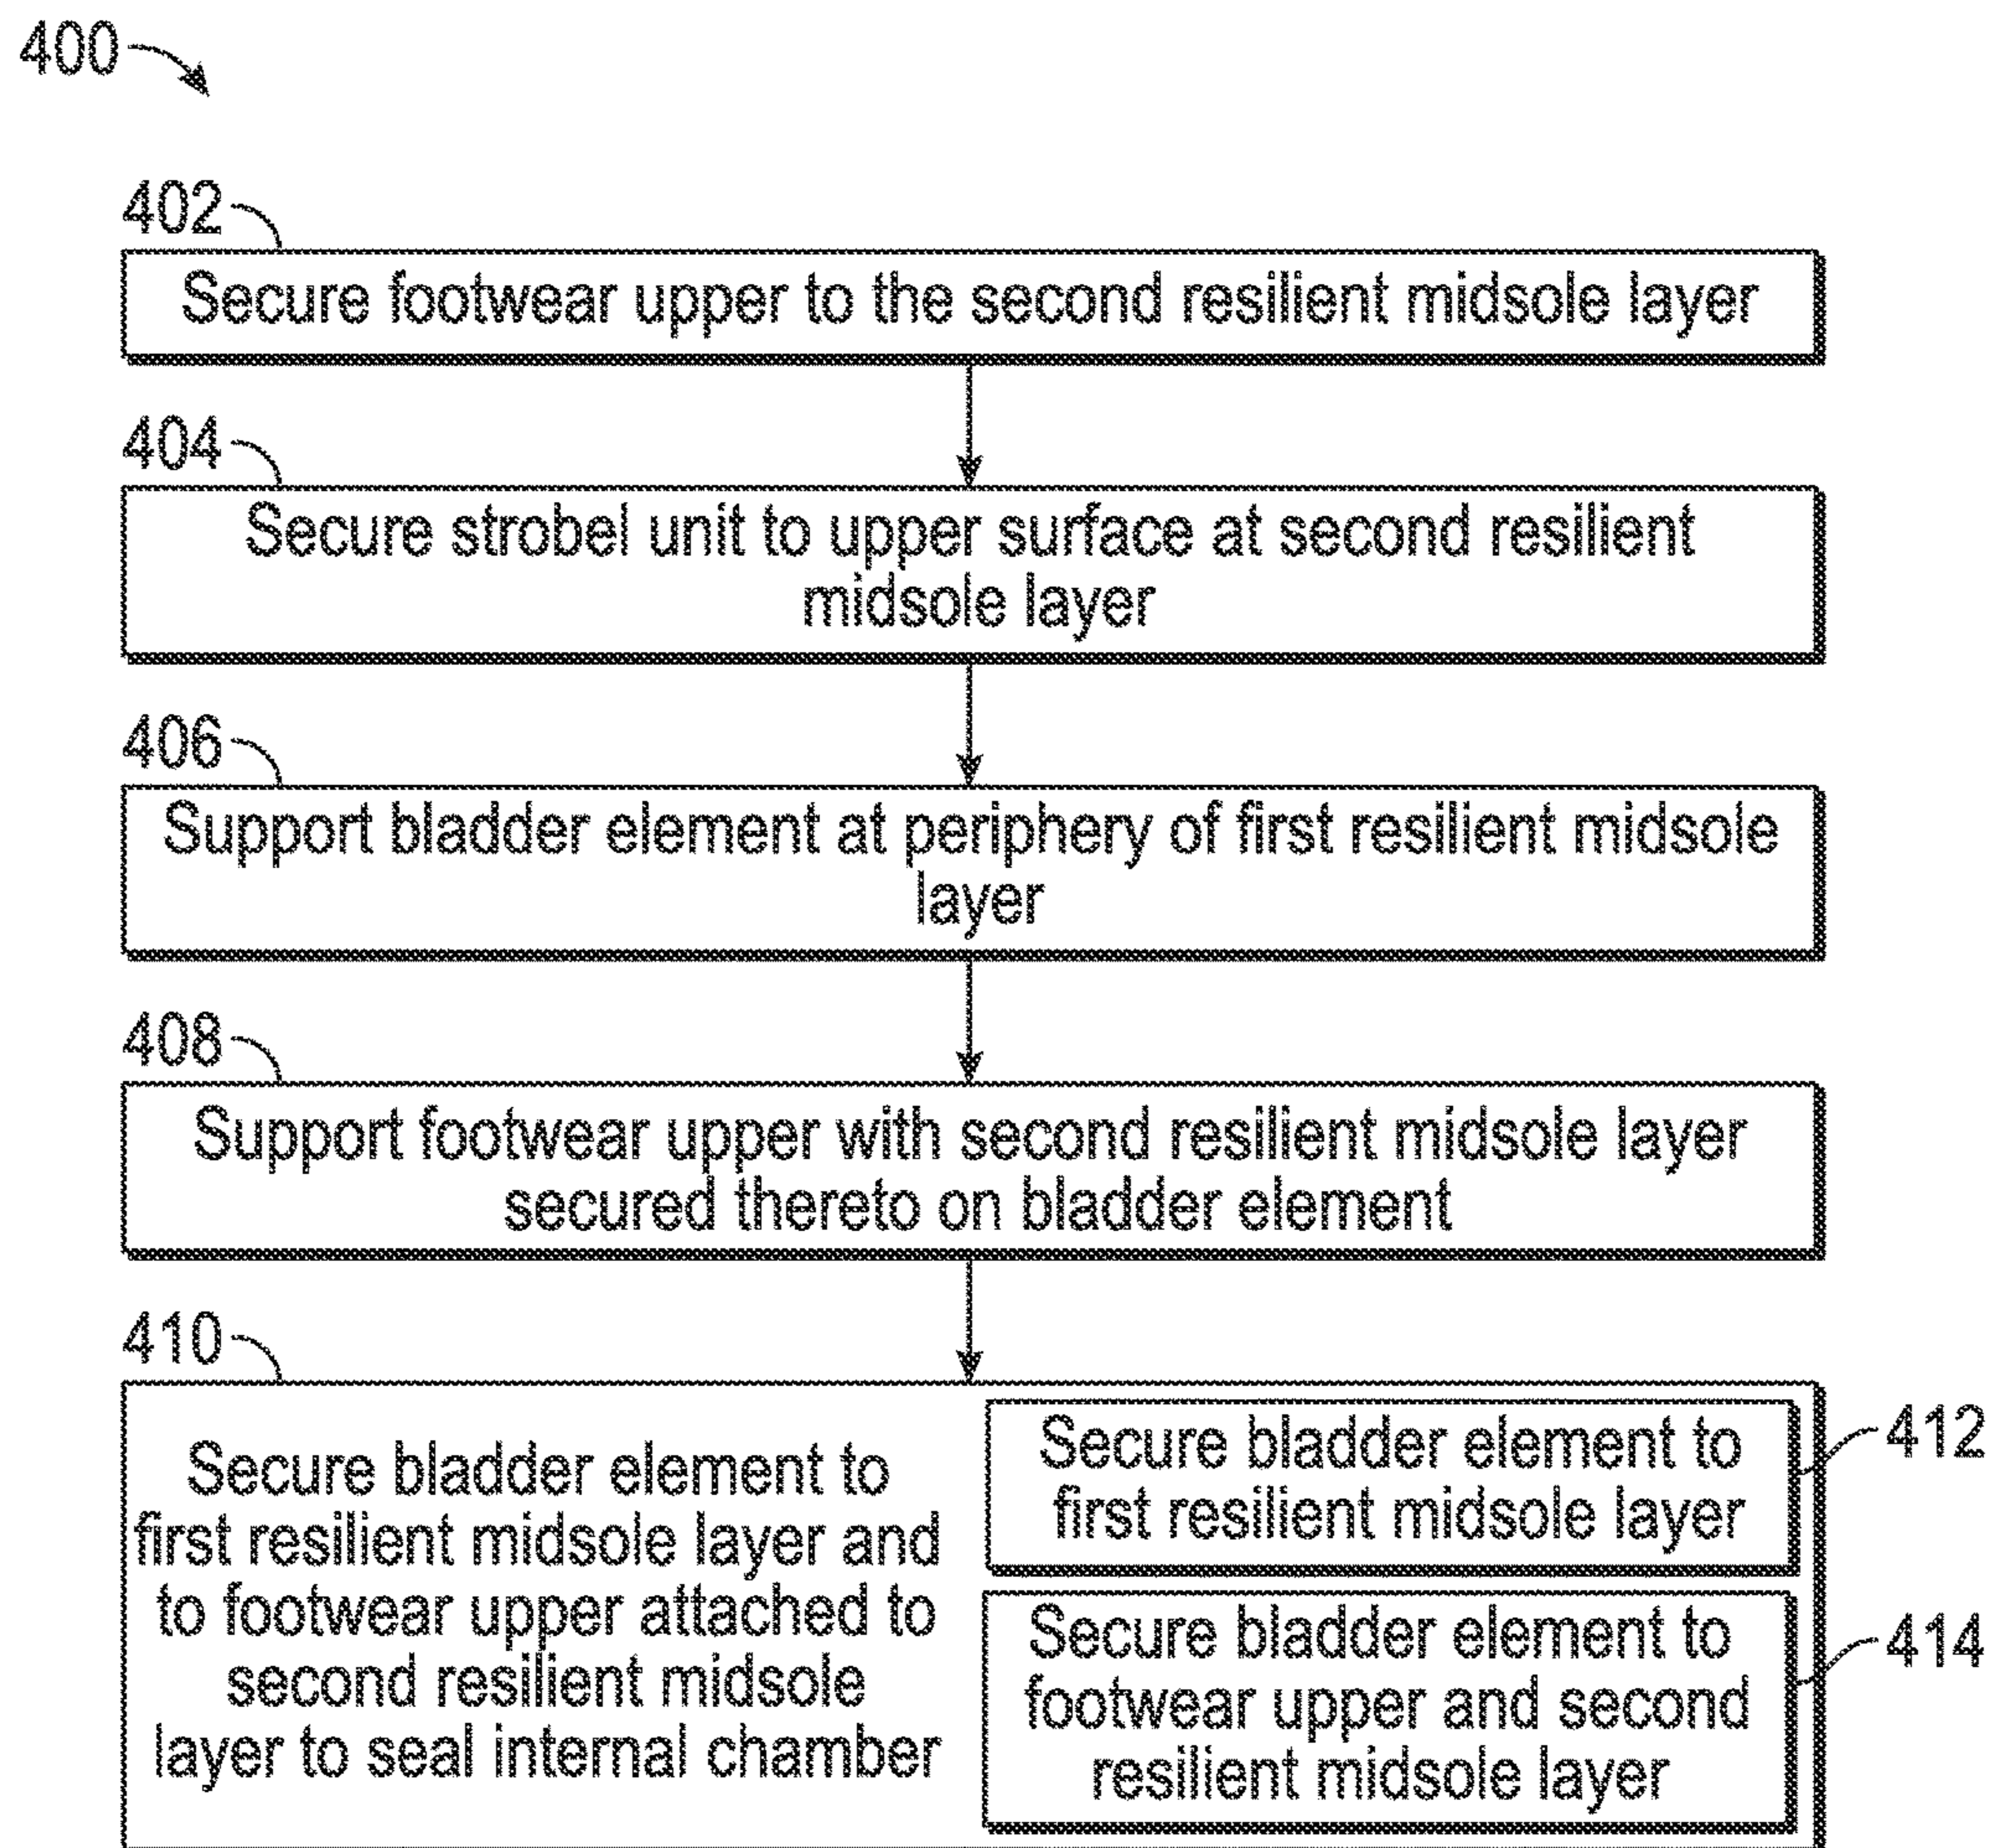 400
402
Secure footwear upper to the second resilient midsole layer
404
Secure strobel unit to upper surface at second resilient
midsole layer
406
Support bladder element at periphery of first resilient midsole
layer
408
Support footwear upper with second resilient midsole layer
secured thereto on bladder element
410
Secure bladder element to
first resilient midsole layer and
to footwear upper attached to
second resilient midsole
layer to seal internal chamber
Secure bladder element to
first resilient midsole layer
412
Secure bladder element to
footwear upper and second
resilient midsole layer
414